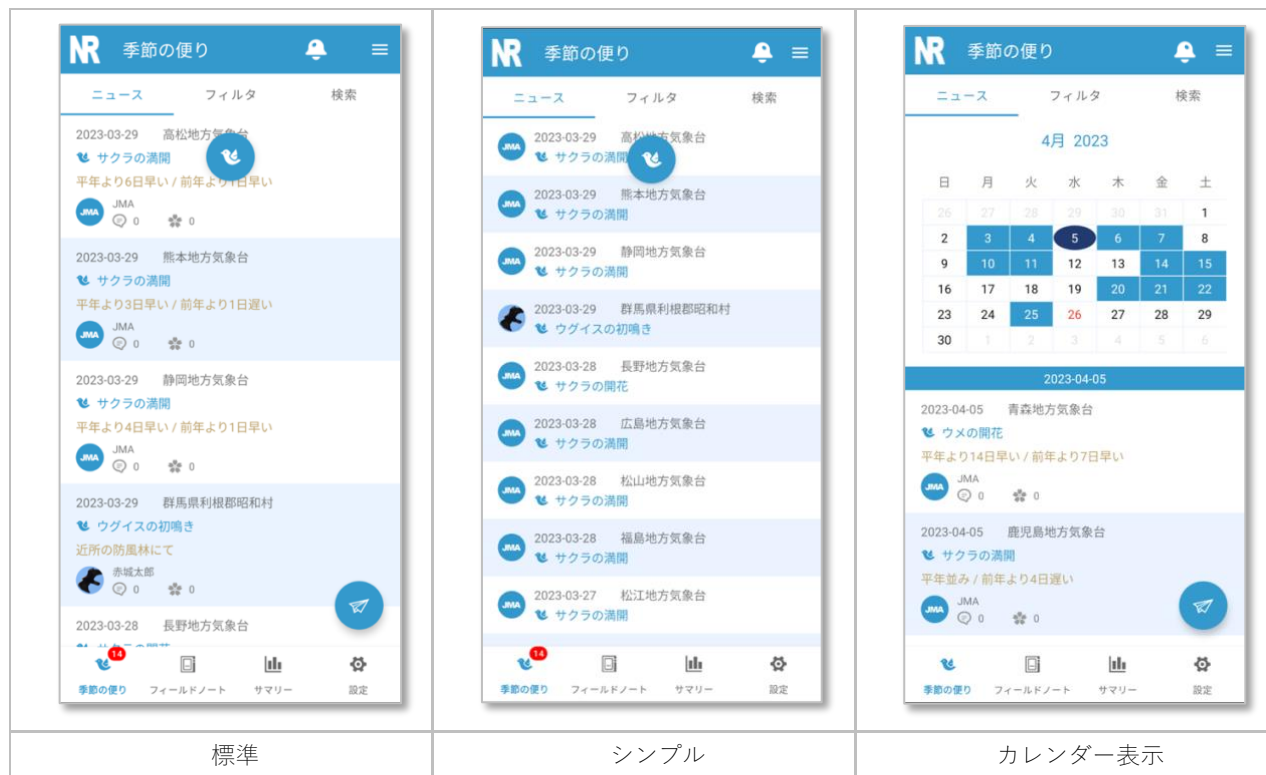 NR 季節の便り
ニュース フィルタ 検索
2023-03-29 高松地方気象台
サクラの満開
平年より6日早い / 前年より1日早い
JMA
JMA
0 0
2023-03-29 熊本地方気象台
サクラの満開
平年より3日早い / 前年より1日遅い
JMA
JMA
0 0
2023-03-29 静岡地方気象台
サクラの満開
平年より4日早い / 前年より1日早い
JMA
JMA
0 0
2023-03-29 群馬県利根郡昭和村
ウグイスの初鳴き
近所の防風林にて
赤城太郎
0 0
2023-03-28 長野地方気象台
14
季節の便り フィールドノート サマリー 設定
標準
NR 季節の便り
ニュース フィルタ 検索
JMA
2023-03-29 高松地方気象台
サクラの満開
JMA
2023-03-29 熊本地方気象台
サクラの満開
JMA
2023-03-29 静岡地方気象台
サクラの満開
2023-03-29 群馬県利根郡昭和村
ウグイスの初鳴き
JMA
2023-03-28 長野地方気象台
サクラの開花
JMA
2023-03-28 広島地方気象台
サクラの満開
JMA
2023-03-28 松山地方気象台
サクラの満開
JMA
2023-03-28 福島地方気象台
サクラの満開
JMA
2023-03-27 松江地方気象台
サクラの満開
14
季節の便り フィールドノート サマリー 設定
シンプル
NR 季節の便り
ニュース フィルタ 検索
4月 2023
日 月 火 水 木 金 土
26 27 28 29 30 31 1
2 3 4 5 6 7 8
9 10 11 12 13 14 15
16 17 18 19 20 21 22
23 24 25 26 27 28 29
30 1 2 3 4 5 6
2023-04-05
2023-04-05 青森地方気象台
ウメの開花
平年より14日早い / 前年より7日早い
JMA
JMA
0 0
2023-04-05 鹿児島地方気象台
サクラの満開
平年並み / 前年より4日遅い
JMA
JMA
0 0
季節の便り フィールドノート サマリー 設定
カレンダー表示